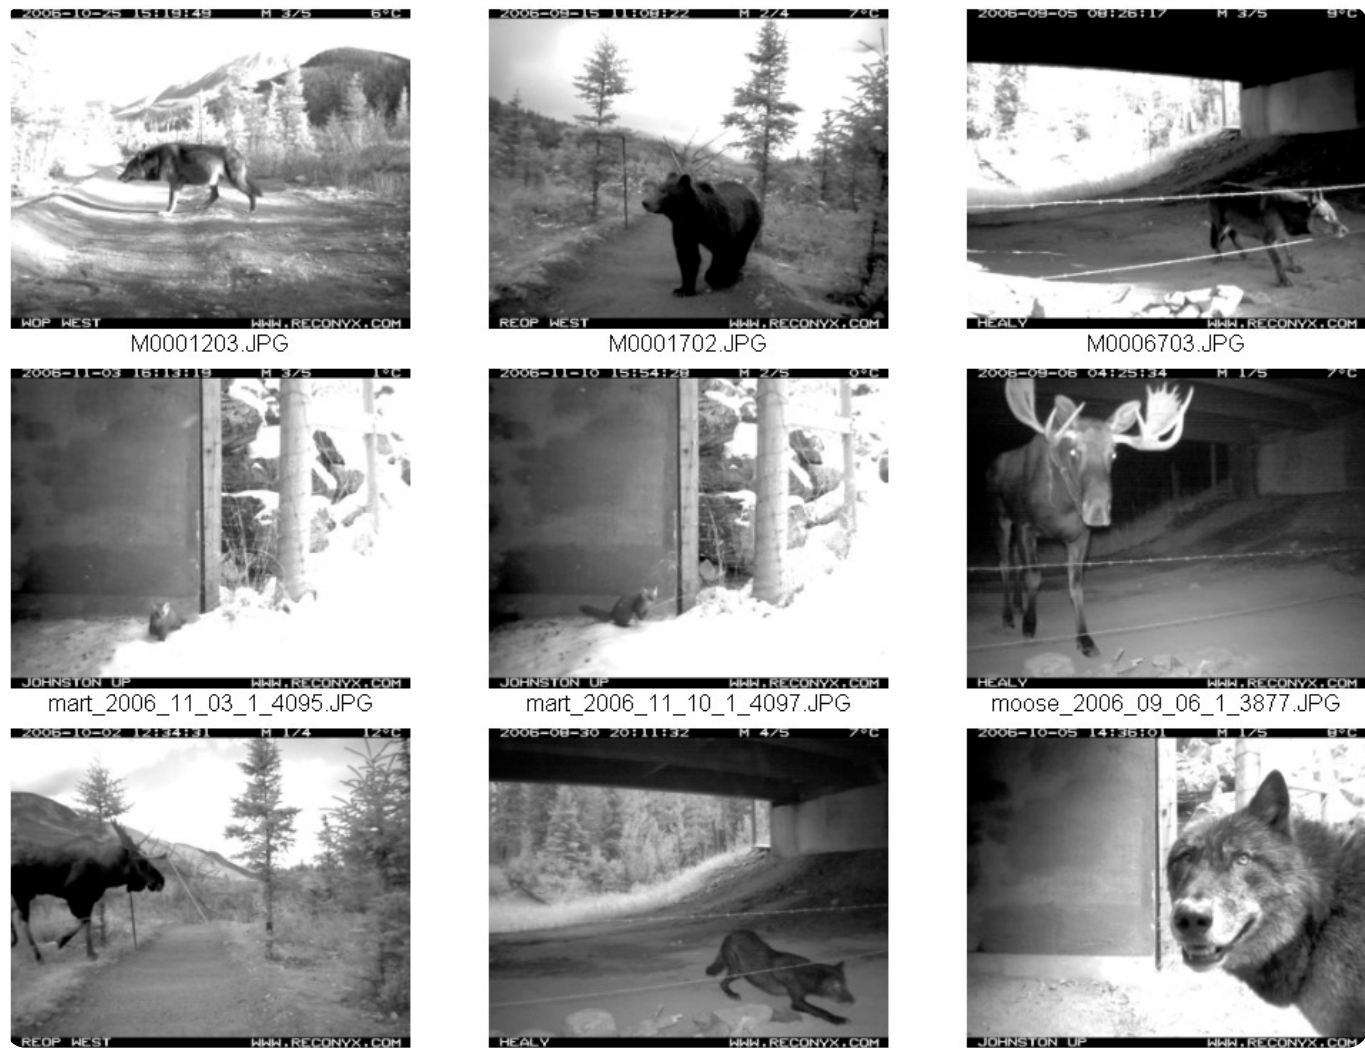 2006-10-25 15:19:49 M 3/5 6°C
WOP WEST WWW.RECONYX.COM
M0001203.JPG
2006-09-15 11:08:22 M 2/4 7°C
REOP WEST WWW.RECONYX.COM
M0001702.JPG
2006-09-05 08:26:17 M 3/5 9°C
HEALY WWW.RECONYX.COM
M0006703.JPG
2006-11-03 16:13:19 M 3/5 1°C
JOHNSTON UP WWW.RECONYX.COM
mart_2006_11_03_1_4095.JPG
2006-11-10 15:54:28 M 2/5 0°C
JOHNSTON UP WWW.RECONYX.COM
mart_2006_11_10_1_4097.JPG
2006-09-06 04:25:34 M 1/5 7°C
HEALY WWW.RECONYX.COM
moose_2006_09_06_1_3877.JPG
2006-10-02 12:34:31 M 1/4 12°C
REOP WEST WWW.RECONYX.COM
2006-08-30 20:11:32 M 4/5 7°C
HEALY WWW.RECONYX.COM
2006-10-05 14:36:01 M 1/5 8°C
JOHNSTON UP WWW.RECONYX.COM